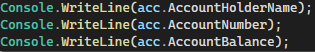 Console.WriteLine(acc.AccountHolderName);
Console.WriteLine(acc.AccountNumber);
Console.WriteLine(acc.AccountBalance);